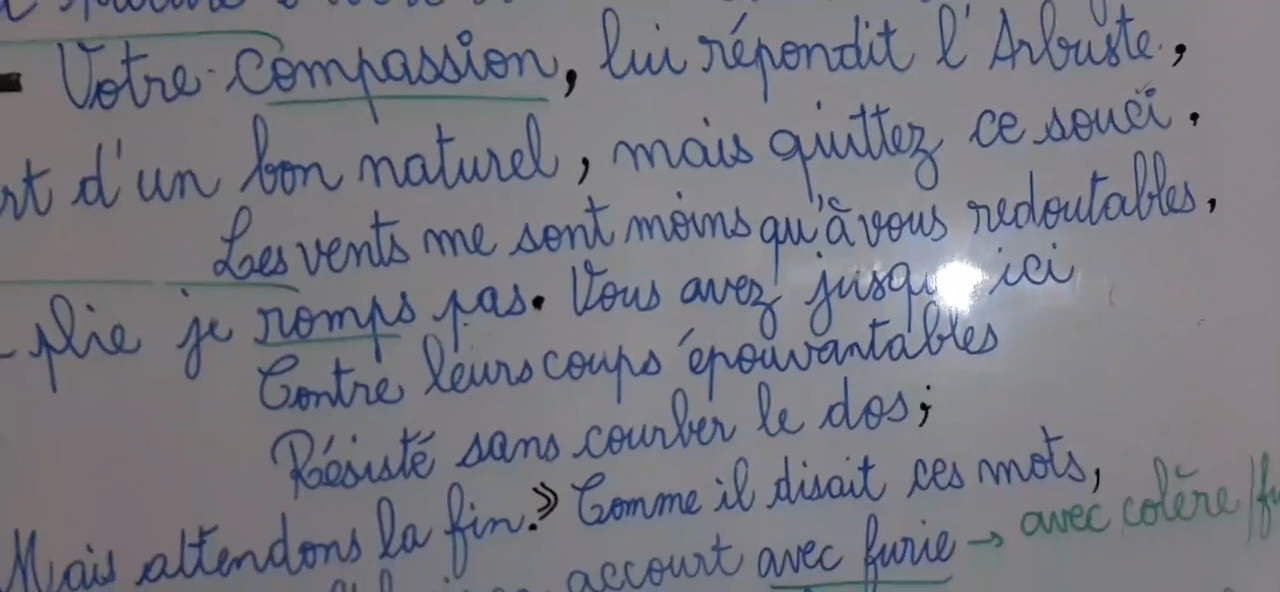 - Votre compassion, lui répondit l'Arbuste,
d'un bon naturel, mais quittez ce souci.
Les vents me sont moins qu'à vous redoutables,
plie je romps pas. Vous avez jusqu' ici
Contre leurs coups épouvantables
Résisté sans courber le dos;
Mais attendons la fin.» Comme il disait ces mots,
accourt avec furie → avec colère /